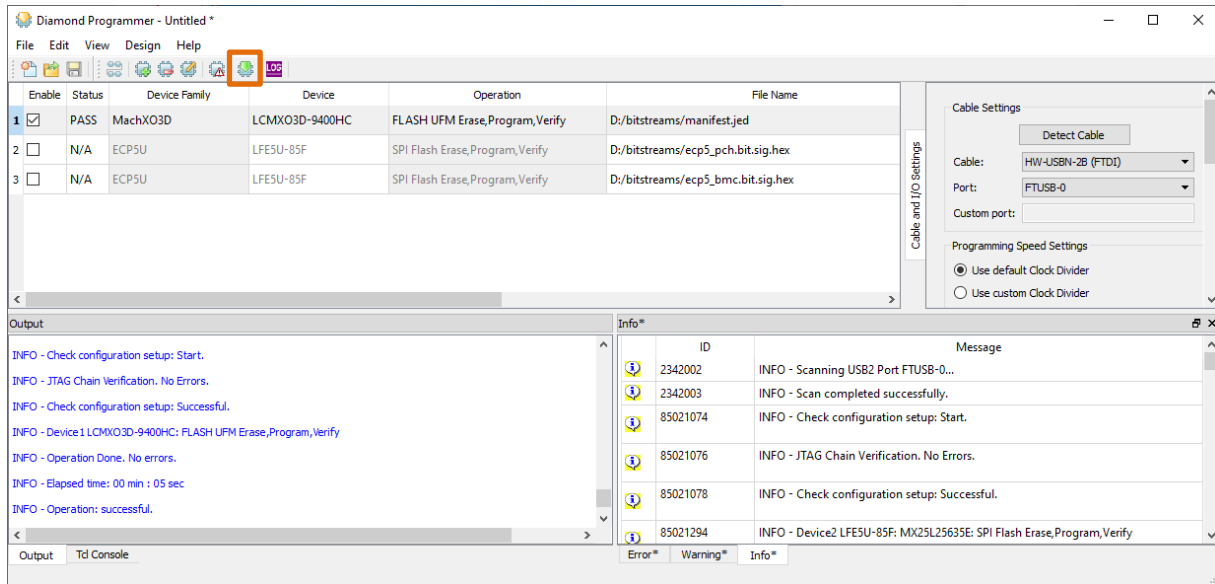 Diamond Programmer - Untitled *
File Edit View Design Help
LOG
Enable Status Device Family Device Operation File Name
1 PASS MachXO3D LCMXO3D-9400HC FLASH UFM Erase,Program,Verify D:/bitstreams/manifest.jed
2 N/A ECP5U LFE5U-85F SPI Flash Erase,Program,Verify D:/bitstreams/ecp5_pch.bit.sig.hex
3 N/A ECP5U LFE5U-85F SPI Flash Erase,Program,Verify D:/bitstreams/ecp5_bmc.bit.sig.hex
Cable and I/O Settings
Cable Settings
Detect Cable
Cable: HW-USBN-2B (FTDI)
Port: FTUSB-0
Custom port:
Programming Speed Settings
Use default Clock Divider
Use custom Clock Divider
Output
INFO - Check configuration setup: Start.
INFO - JTAG Chain Verification. No Errors.
INFO - Check configuration setup: Successful.
INFO - Device1 LCMXO3D-9400HC: FLASH UFM Erase,Program,Verify
INFO - Operation Done. No errors.
INFO - Elapsed time: 00 min : 05 sec
INFO - Operation: successful.
Output Tcl Console
Info*
ID Message
2342002 INFO - Scanning USB2 Port FTUSB-0...
2342003 INFO - Scan completed successfully.
85021074 INFO - Check configuration setup: Start.
85021076 INFO - JTAG Chain Verification. No Errors.
85021078 INFO - Check configuration setup: Successful.
85021294 INFO - Device2 LFE5U-85F: MX25L25635E: SPI Flash Erase,Program,Verify
Error* Warning* Info*